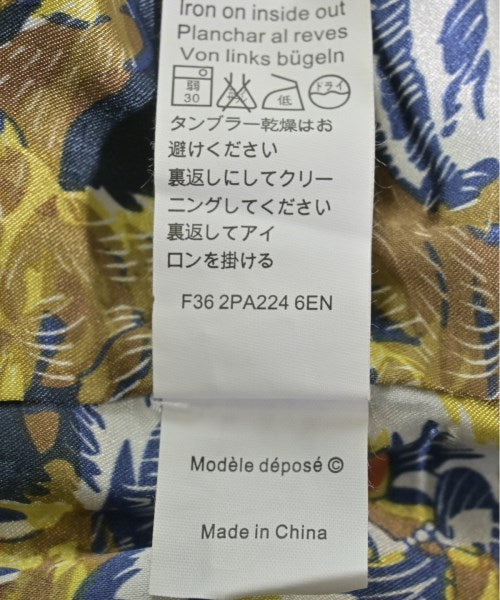 Iron on inside out
Planchar al reves
Von links bügeln
弱 30 エンソ 低 ドライ
タンブラー乾燥はお
避けください
裏返しにしてクリー
ニングしてください
裏返してアイ
ロンを掛ける
F36 2PA224 6EN
Modèle déposé ©
Made in China